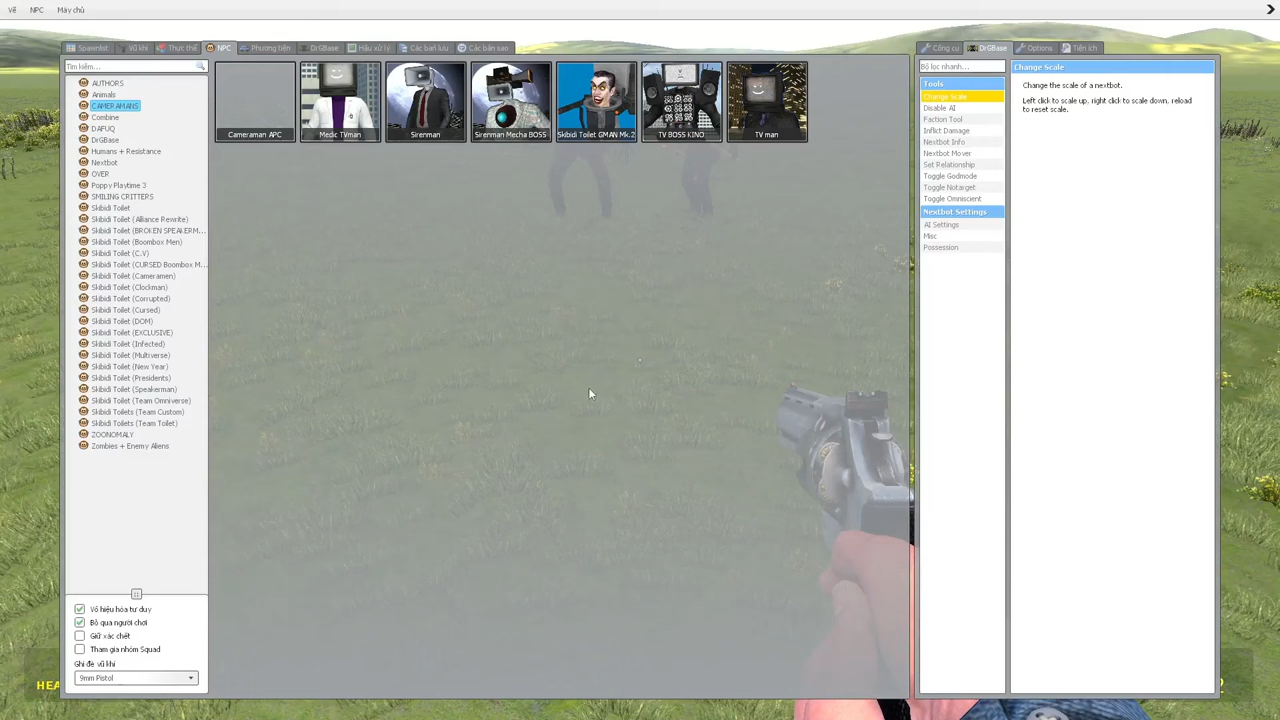 Vẽ NPC Máy chủ
Spawnlist Vũ khí Thực thể NPC Phương tiện DrGBase Hậu xử lý Các bản lưu Các bản sao
Công cụ DrGBase Options Tiện ích
Tìm kiếm...
AUTHORS
Animals
CAMERAMANS
Combine
DAFUQ
DrGBase
Humans + Resistance
Nextbot
OVER
Poppy Playtime 3
SMILING CRITTERS
Skibidi Toilet
Skibidi Toilet (Alliance Rewrite)
Skibidi Toilet (BROKEN SPEAKERM...
Skibidi Toilet (Boombox Men)
Skibidi Toilet (C.V)
Skibidi Toilet (CURSED Boombox M...
Skibidi Toilet (Cameramen)
Skibidi Toilet (Clockman)
Skibidi Toilet (Corrupted)
Skibidi Toilet (Cursed)
Skibidi Toilet (DOM)
Skibidi Toilet (EXCLUSIVE)
Skibidi Toilet (Infected)
Skibidi Toilet (Multiverse)
Skibidi Toilet (New Year)
Skibidi Toilet (Presidents)
Skibidi Toilet (Speakerman)
Skibidi Toilet (Team Omniverse)
Skibidi Toilets (Team Custom)
Skibidi Toilets (Team Toilet)
ZOONOMALY
Zombies + Enemy Aliens
Vô hiệu hóa tư duy
Bỏ qua người chơi
Giữ xác chết
Tham gia nhóm Squad
Ghi đè vũ khí
9mm Pistol
Cameraman APC
Medic TVman
Sirenman
Sirenman Mecha BOSS
Skibidi Toilet GMAN Mk.2
TV BOSS KINO
TV man
Bộ lọc nhanh...
Tools
Change Scale
Disable AI
Faction Tool
Inflict Damage
Nextbot Info
Nextbot Mover
Set Relationship
Toggle Godmode
Toggle Notarget
Toggle Omniscient
Nextbot Settings
AI Settings
Misc
Possession
Change Scale
Change the scale of a nextbot.
Left click to scale up, right click to scale down, reload
to reset scale.
HEA